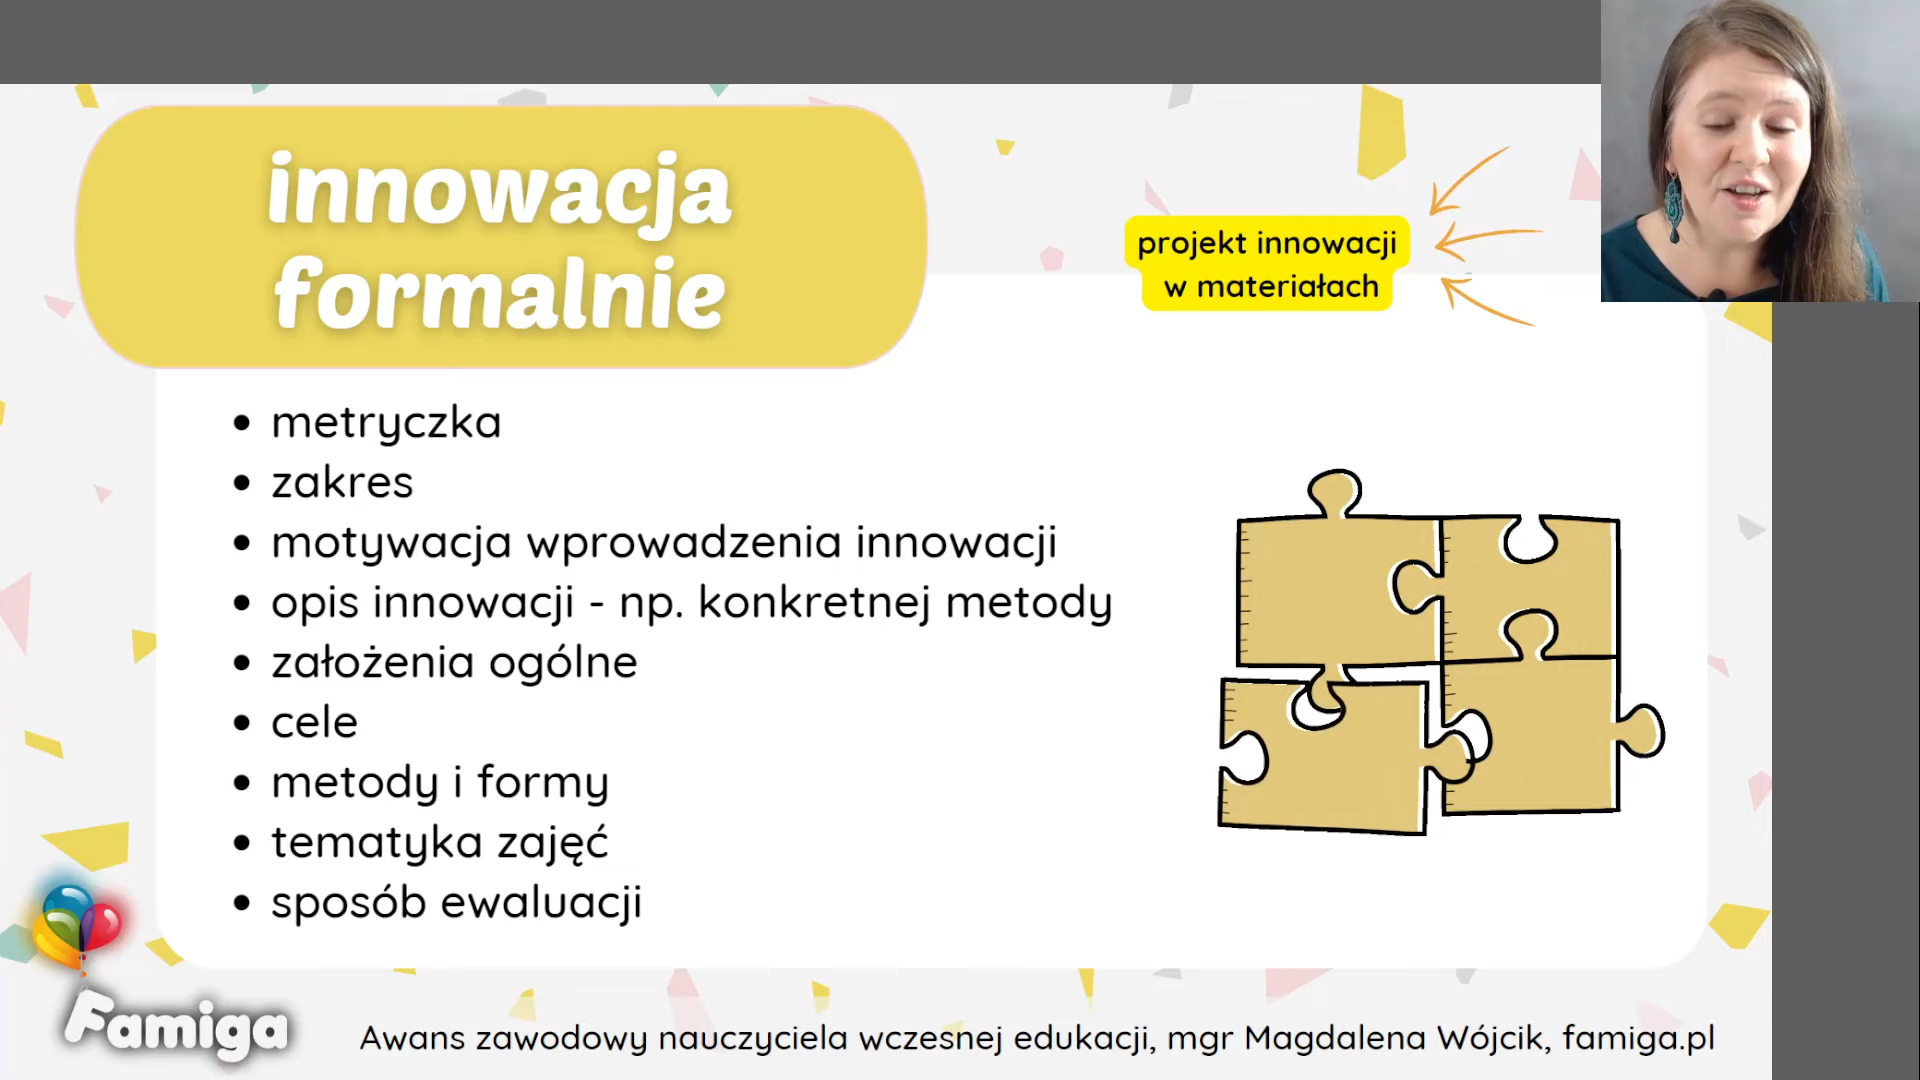 innowacja
formalnie
projekt innowacji
w materiałach
• metryczka
• zakres
• motywacja wprowadzenia innowacji
• opis innowacji - np. konkretnej metody
• założenia ogólne
• cele
• metody i formy
• tematyka zajęć
• sposób ewaluacji
Famiga
Awans zawodowy nauczyciela wczesnej edukacji, mgr Magdalena Wójcik, famiga.pl